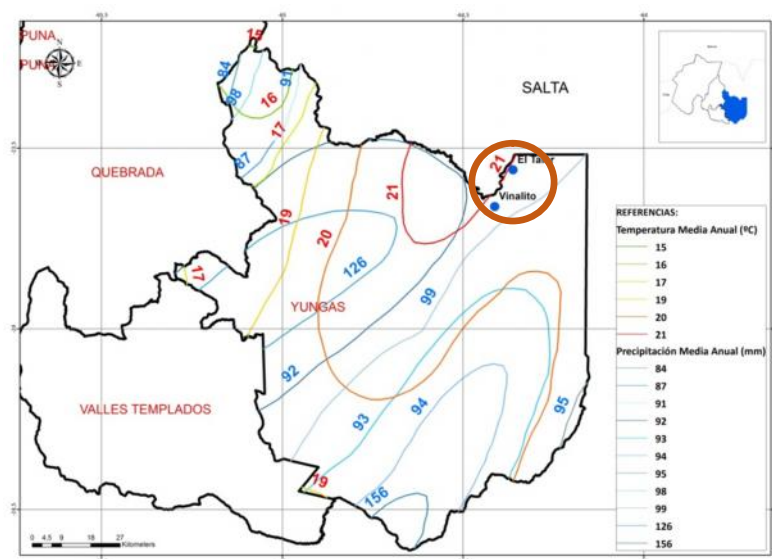 PUNA
PUNA
N
E
S
15
84
91
98
16
17
87
SALTA
QUEBRADA
21
El Talar
Vinalito
21
19
20
17
126
99
YUNGAS
92
VALLES TEMPLADOS
93
94
95
19
156
0 4,5 9 18 27
Kilometers
REFERENCIAS:
Temperatura Media Anual (ºC)
15
16
17
19
20
21
Precipitación Media Anual (mm)
84
87
91
92
93
94
95
98
99
126
156